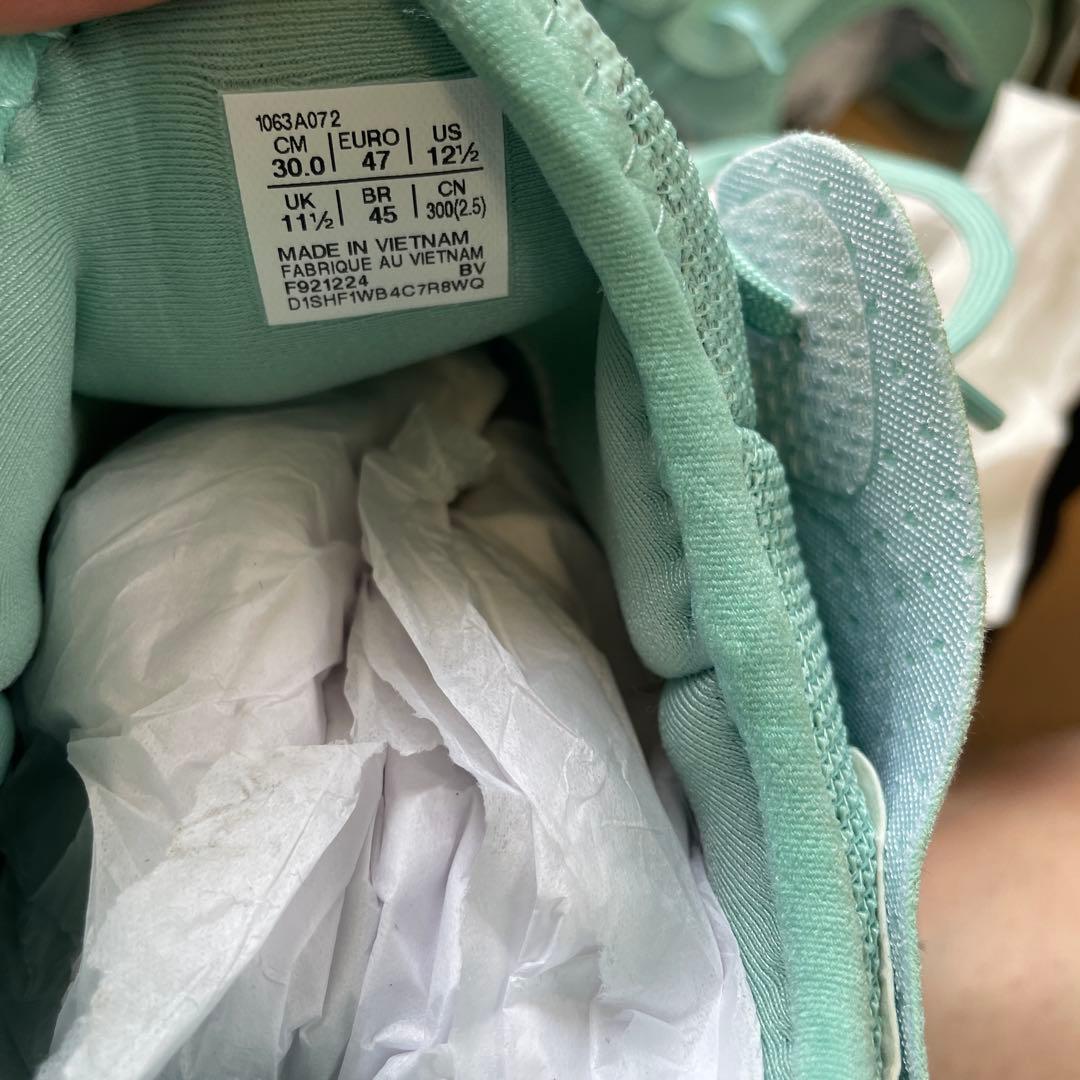 1063A072
CM EURO US
30.0 47 12½
UK BR CN
11½ 45 300(2.5)
MADE IN VIETNAM
FABRIQUE AU VIETNAM
F921224 BV
D1SHF1WB4C7R8WQ